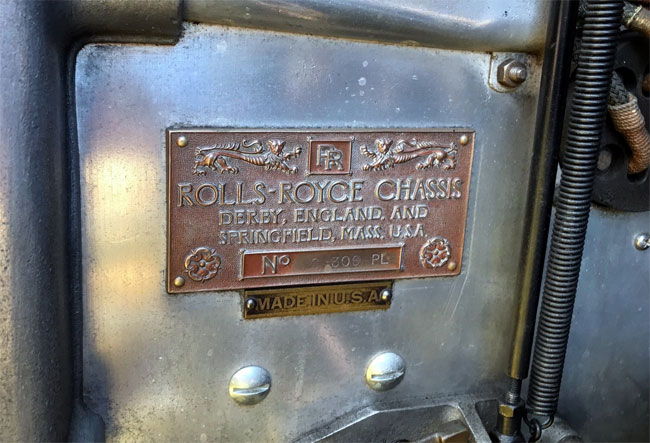 RR
ROLLS-ROYCE CHASSIS
DERBY, ENGLAND, AND
SPRINGFIELD, MASS., U.S.A.
No 309 PL
MADE IN U.S.A